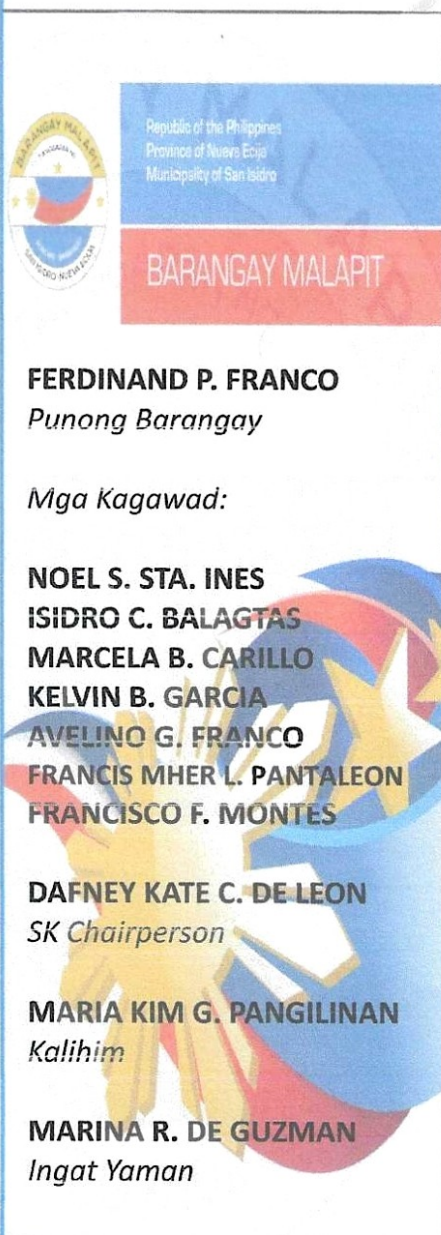 BARANGAY MALAPIT
Republic of the Philippines
Province of Nueva Ecija
Municipality of San Isidro
BARANGAY MALAPIT
FERDINAND P. FRANCO
Punong Barangay
Mga Kagawad:
NOEL S. STA. INES
ISIDRO C. BALAGTAS
MARCELA B. CARILLO
KELVIN B. GARCIA
AVELINO G. FRANCO
FRANCIS MHER L. PANTALEON
FRANCISCO F. MONTES
DAFNEY KATE C. DE LEON
SK Chairperson
MARIA KIM G. PANGILINAN
Kalihim
MARINA R. DE GUZMAN
Ingat Yaman